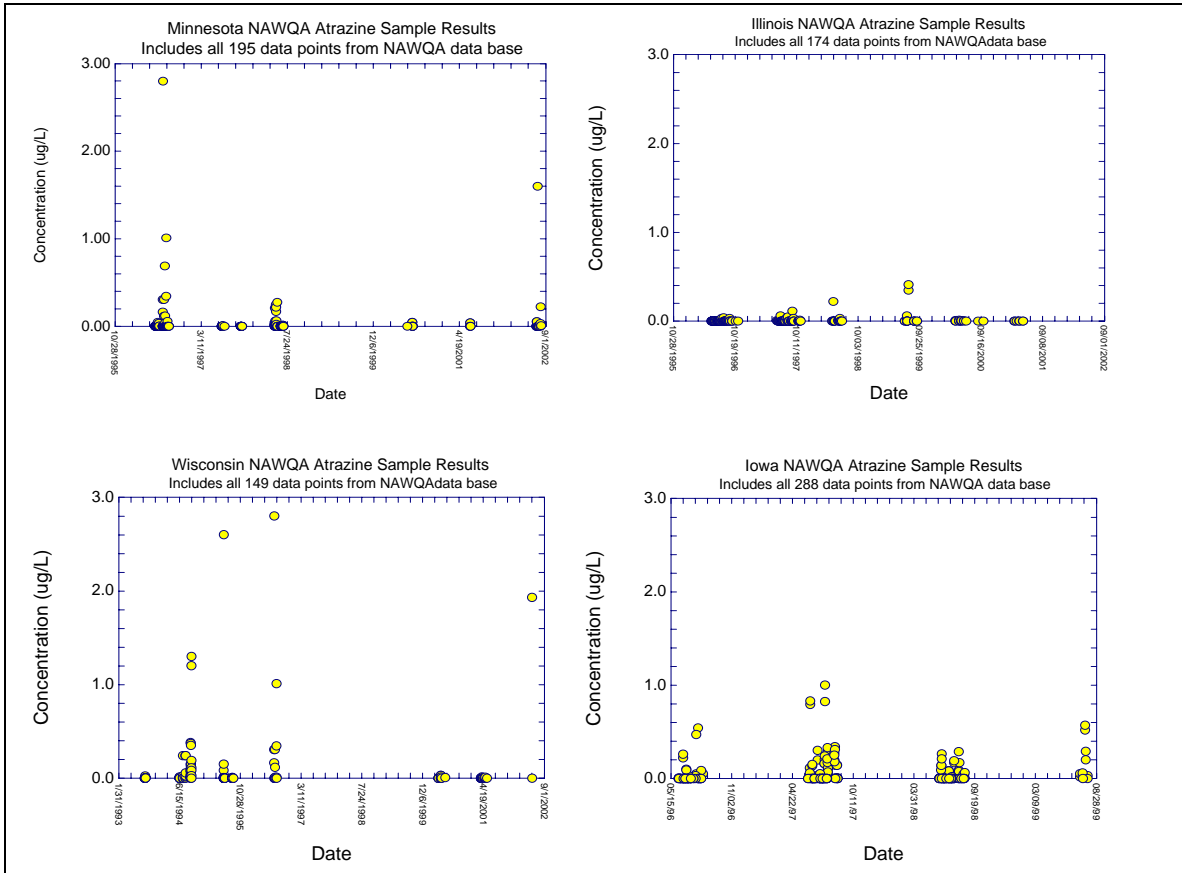 Minnesota NAWQA Atrazine Sample Results
Includes all 195 data points from NAWQA data base
3.00
2.00
1.00
0.00
Concentration (ug/L)
10/28/1995
3/11/1997
7/24/1998
12/6/1999
4/19/2001
9/1/2002
Date
Illinois NAWQA Atrazine Sample Results
Includes all 174 data points from NAWQAdata base
3.0
2.0
1.0
0.0
Concentration (ug/L)
10/28/1995
10/19/1996
10/11/1997
10/03/1998
09/25/1999
09/16/2000
09/08/2001
09/01/2002
Date
Wisconsin NAWQA Atrazine Sample Results
Includes all 149 data points from NAWQAdata base
3.0
2.0
1.0
0.0
Concentration (ug/L)
1/31/1993
6/15/1994
10/28/1995
3/11/1997
7/24/1998
12/6/1999
4/19/2001
9/1/2002
Date
Iowa NAWQA Atrazine Sample Results
Includes all 288 data points from NAWQA data base
3.0
2.0
1.0
0.0
Concentration (ug/L)
05/15/96
11/02/96
04/22/97
10/11/97
03/31/98
09/19/98
03/09/99
08/28/99
Date